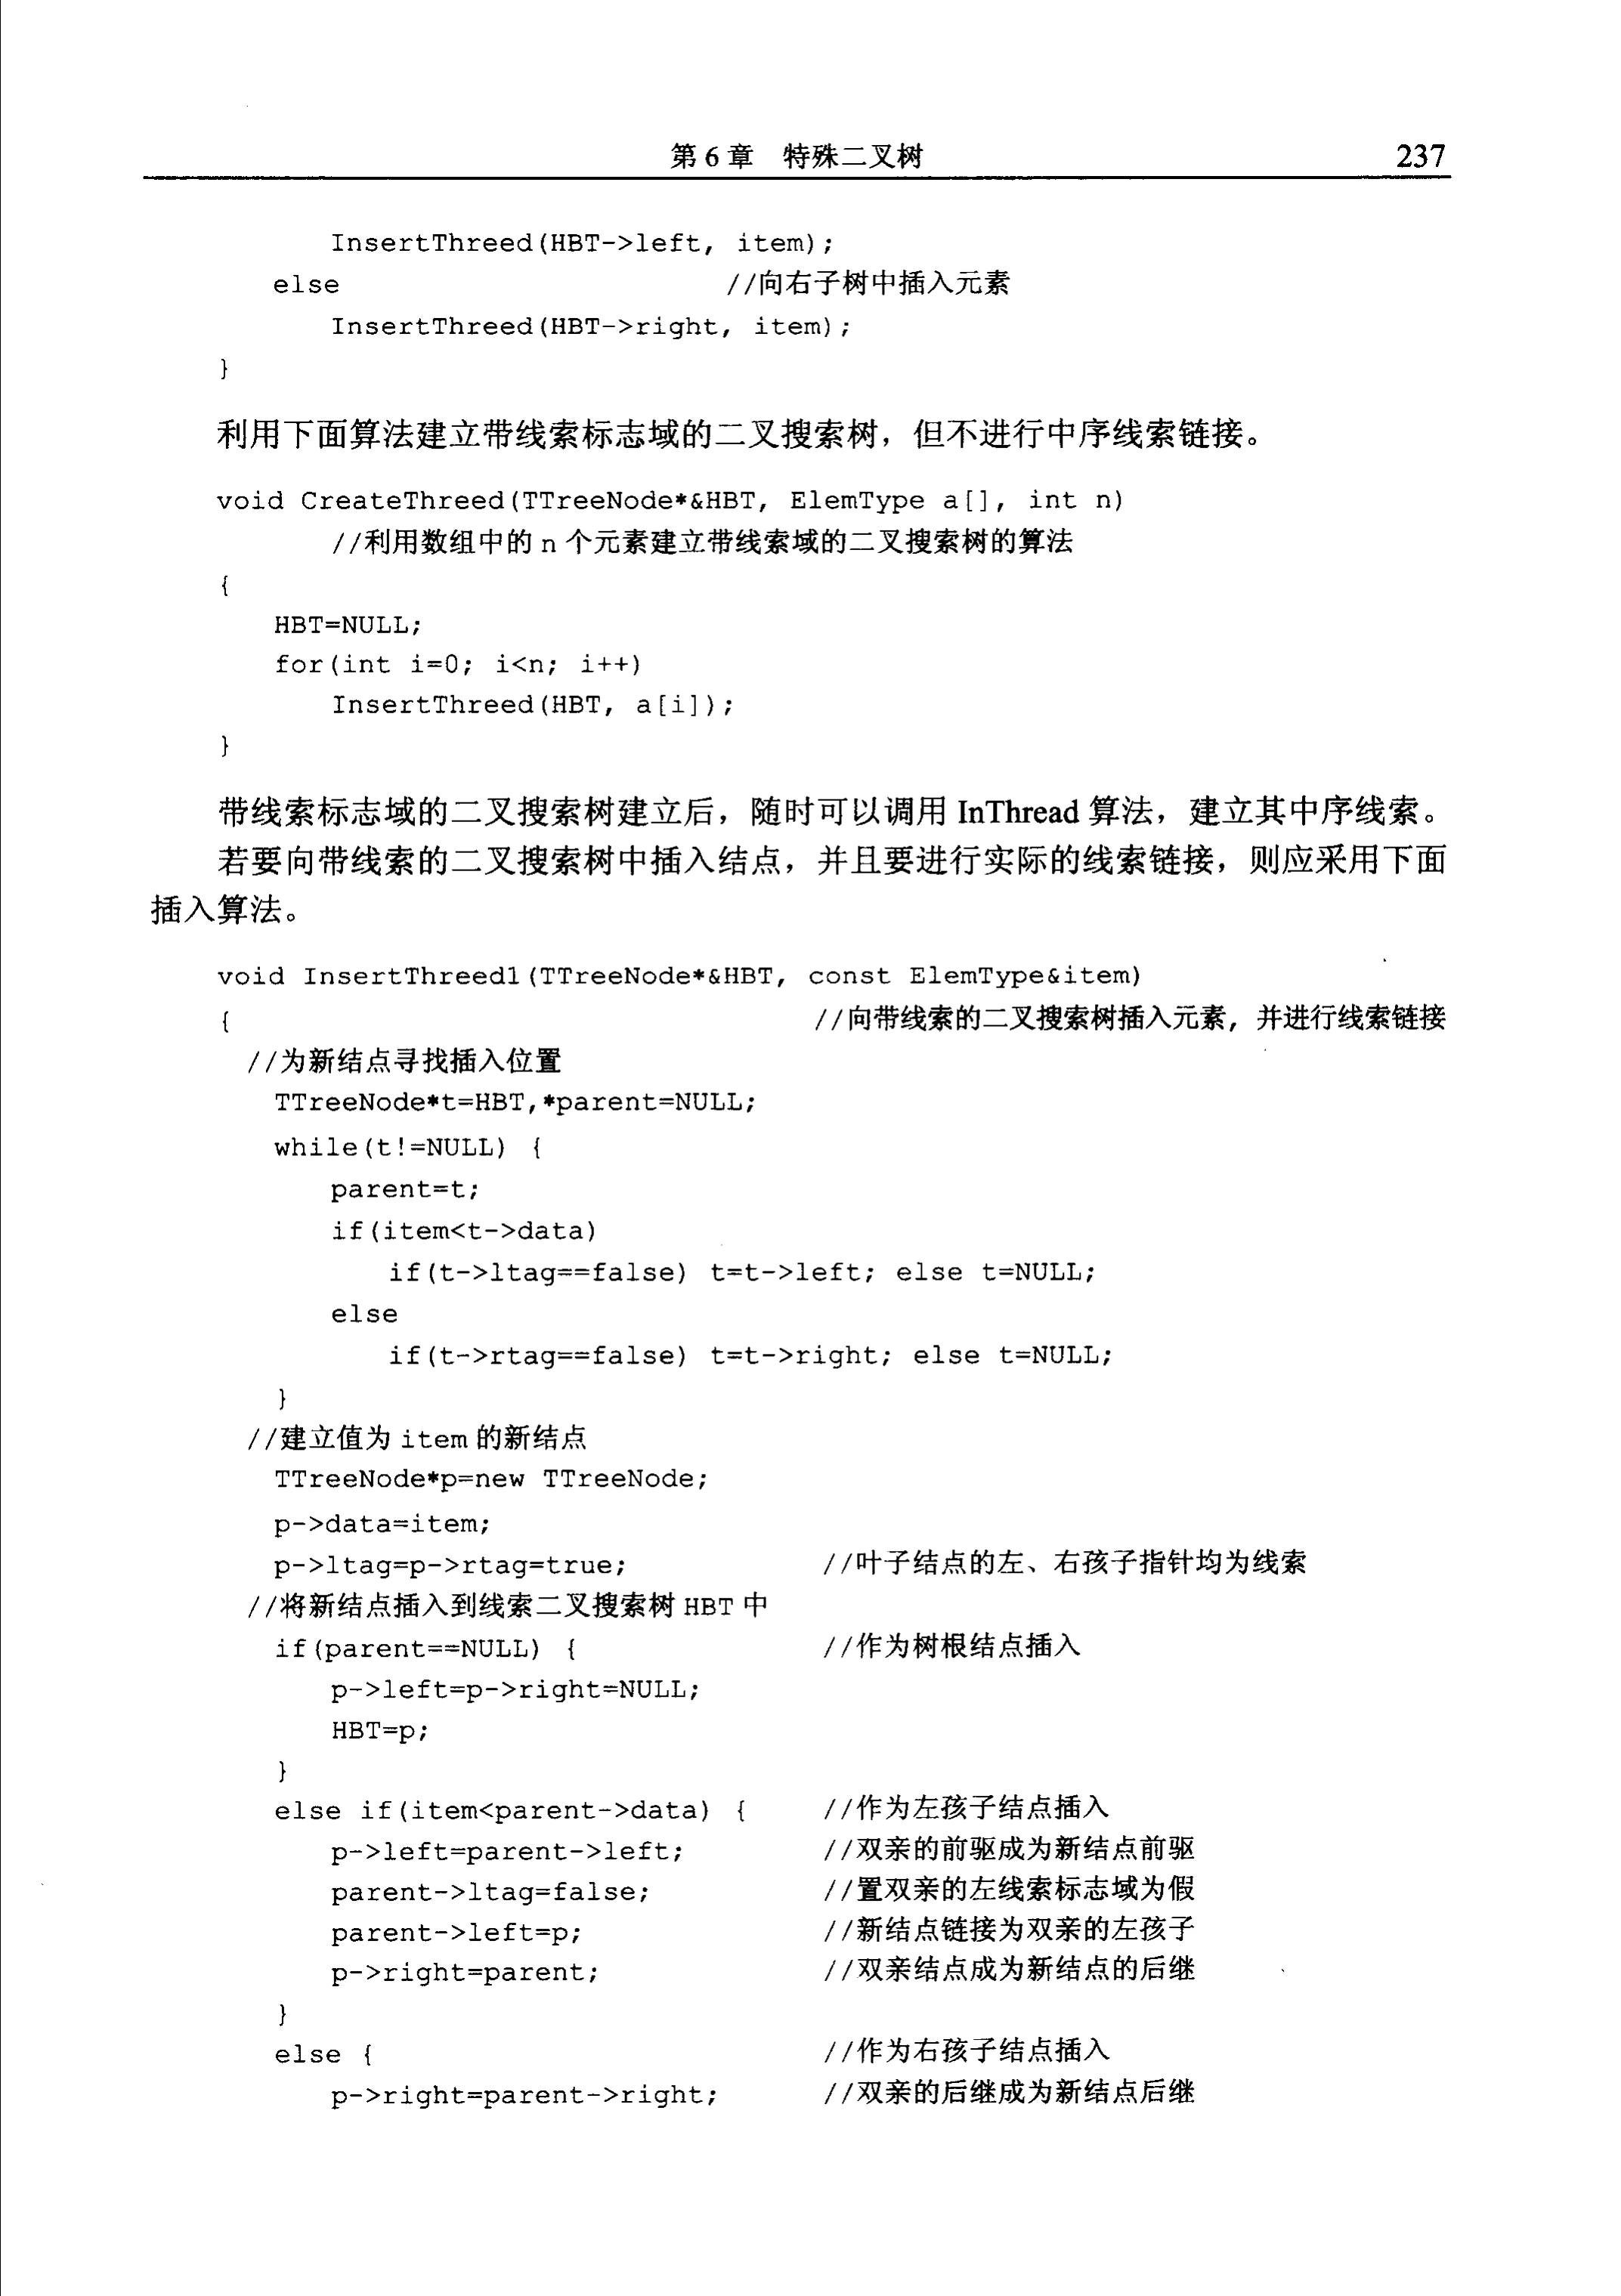 第 6 章　特殊二叉树　237
InsertThreed(HBT->left, item);
else //向右子树中插入元素
InsertThreed(HBT->right, item);
}
利用下面算法建立带线索标志域的二叉搜索树，但不进行中序线索链接。
void CreateThreed(TTreeNode*&HBT, ElemType a[], int n)
//利用数组中的 n 个元素建立带线索域的二叉搜索树的算法
{
HBT=NULL;
for(int i=0; i<n; i++)
InsertThreed(HBT, a[i]);
}
带线索标志域的二叉搜索树建立后，随时可以调用 InThread 算法，建立其中序线索。
若要向带线索的二叉搜索树中插入结点，并且要进行实际的线索链接，则应采用下面
插入算法。
void InsertThreed1(TTreeNode*&HBT, const ElemType&item)
{ //向带线索的二叉搜索树插入元素，并进行线索链接
//为新结点寻找插入位置
TTreeNode*t=HBT,*parent=NULL;
while(t!=NULL) {
parent=t;
if(item<t->data)
if(t->ltag==false) t=t->left; else t=NULL;
else
if(t->rtag==false) t=t->right; else t=NULL;
}
//建立值为 item 的新结点
TTreeNode*p=new TTreeNode;
p->data=item;
p->ltag=p->rtag=true; //叶子结点的左、右孩子指针均为线索
//将新结点插入到线索二叉搜索树 HBT 中
if(parent==NULL) { //作为树根结点插入
p->left=p->right=NULL;
HBT=p;
}
else if(item<parent->data) { //作为左孩子结点插入
p->left=parent->left; //双亲的前驱成为新结点前驱
parent->ltag=false; //置双亲的左线索标志域为假
parent->left=p; //新结点链接为双亲的左孩子
p->right=parent; //双亲结点成为新结点的后继
}
else { //作为右孩子结点插入
p->right=parent->right; //双亲的后继成为新结点后继